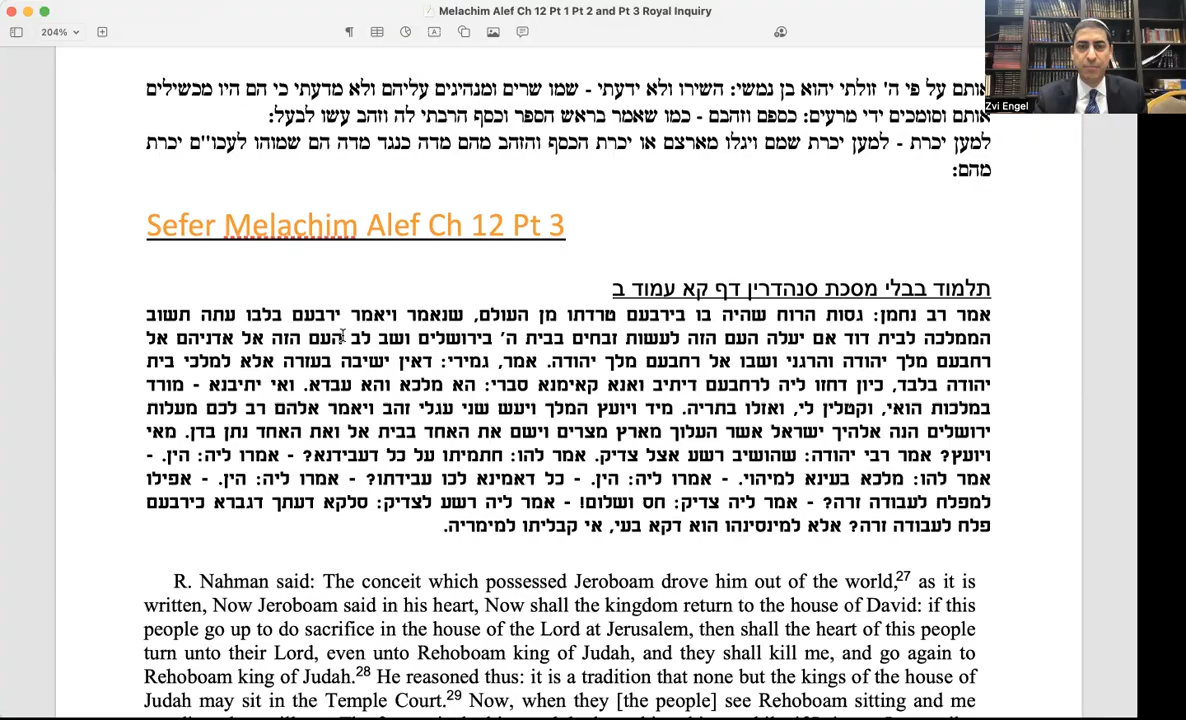 Melachim Alef Ch 12 Pt 1 Pt 2 and Pt 3 Royal Inquiry
204%
Zvi Engel
אותם על פי ה' זולתי יהוא בן נמשי: השירו ולא ידעתי - שמו שרים ומנהינים עליהם ולא מדעתי כי הם היו מכשילים
אותם וסומכים ידי מרעים: כספם וזהבם - כמו שאמר בראש הספר וכסף הרבתי לה וזהב עשו לבעל:
למען יכרת - למען יכרת שמם ויגלו מארצם או יכרת הכסף והזהב מהם מדה כנגד מדה הם שמוהו לעכו''ם יכרת
מהם:
Sefer Melachim Alef Ch 12 Pt 3
תלמוד בבלי מסכת סנהדרין דף קא עמוד ב
אמר רב נחמן: גסות הרוח שהיה בו בירבעם טרדתו מן העולם, שנאמר ויאמר ירבעם בלבו עתה תשוב
הממלכה לבית דוד אם יעלה העם הזה לעשות זבחים בבית ה' בירושלים ושב לב העם הזה אל אדניהם אל
רחבעם מלך יהודה והרגני ושבו אל רחבעם מלך יהודה. אמר, גמירי: דאין ישיבה בעזרה אלא למלכי בית
יהודה בלבד, כיון דחזו ליה לרחבעם דיתיב ואנא קאימנא סברי: הא מלכא והא עבדא. ואי יתיבנא - מורד
במלכות הואי, וקטלין לי, ואזלו בתריה. מיד ויועץ המלך ויעש שני עגלי זהב ויאמר אלהם רב לכם מעלות
ירושלים הנה אלהיך ישראל אשר העלוך מארץ מצרים וישם את האחד בבית אל ואת האחד נתן בדן. מאי
ויועץ? אמר רבי יהודה: שהושיב רשע אצל צדיק. אמר להו: חתמיתו על כל דעבידנא? - אמרו ליה: הין. -
אמר להו: מלכא בעינא למיהוי. - אמרו ליה: הין. - כל דאמינא לכו עבידתו? - אמרו ליה: הין. - אפילו
למפלח לעבודה זרה? - אמר ליה צדיק: חס ושלום! - אמר ליה רשע לצדיק: סלקא דעתך דגברא כירבעם
פלח לעבודה זרה? אלא למינסינהו הוא דקא בעי, אי קבליתו למימריה.
R. Nahman said: The conceit which possessed Jeroboam drove him out of the world,27 as it is
written, Now Jeroboam said in his heart, Now shall the kingdom return to the house of David: if this
people go up to do sacrifice in the house of the Lord at Jerusalem, then shall the heart of this people
turn unto their Lord, even unto Rehoboam king of Judah, and they shall kill me, and go again to
Rehoboam king of Judah.28 He reasoned thus: it is a tradition that none but the kings of the house of
Judah may sit in the Temple Court.29 Now, when they [the people] see Rehoboam sitting and me